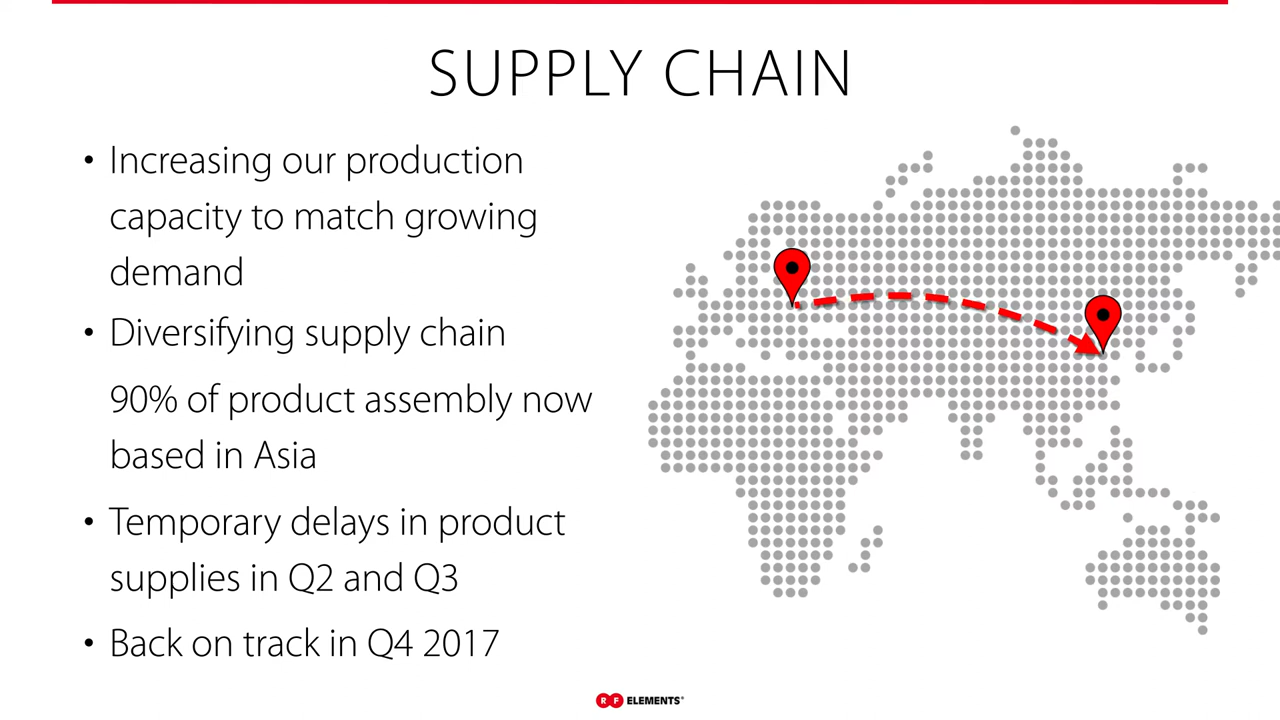 SUPPLY CHAIN
• Increasing our production
capacity to match growing
demand
• Diversifying supply chain
90% of product assembly now
based in Asia
• Temporary delays in product
supplies in Q2 and Q3
• Back on track in Q4 2017
RF ELEMENTS®